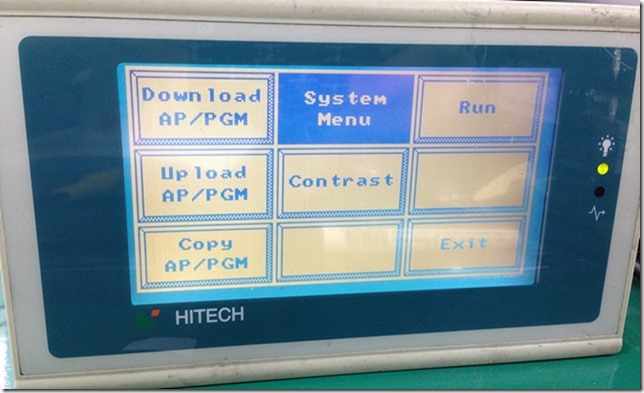 Download
AP/PGM
System
Menu
Run
Upload
AP/PGM
Contrast
Copy
AP/PGM
Exit
HITECH